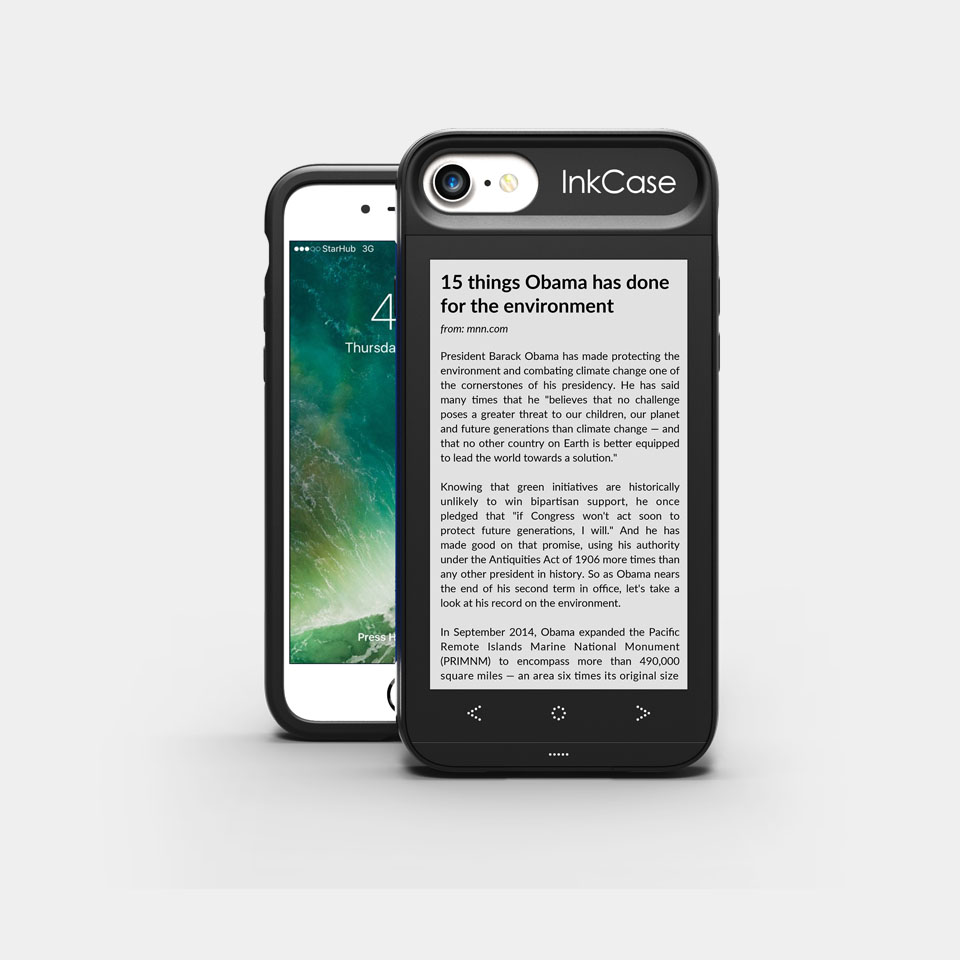 StarHub 3G
4
Thursda
Press H
InkCase
15 things Obama has done
for the environment
from: mnn.com
President Barack Obama has made protecting the
environment and combating climate change one of
the cornerstones of his presidency. He has said
many times that he "believes that no challenge
poses a greater threat to our children, our planet
and future generations than climate change — and
that no other country on Earth is better equipped
to lead the world towards a solution."
Knowing that green initiatives are historically
unlikely to win bipartisan support, he once
pledged that "if Congress won't act soon to
protect future generations, I will." And he has
made good on that promise, using his authority
under the Antiquities Act of 1906 more times than
any other president in history. So as Obama nears
the end of his second term in office, let's take a
look at his record on the environment.
In September 2014, Obama expanded the Pacific
Remote Islands Marine National Monument
(PRIMNM) to encompass more than 490,000
square miles — an area six times its original size